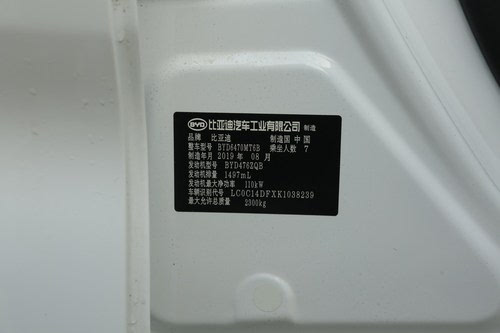 BYD 比亚迪汽车工业有限公司 制造
品牌 比亚迪 制造国 中国
整车型号 BYD6470MT6B 乘坐人数 7
制造年月 2019 年 08 月
发动机型号 BYD476ZQB
发动机排量 1497mL
发动机最大净功率 110kW
车辆识别代号 LC0C14DFXK1038239
最大允许总质量 2300kg